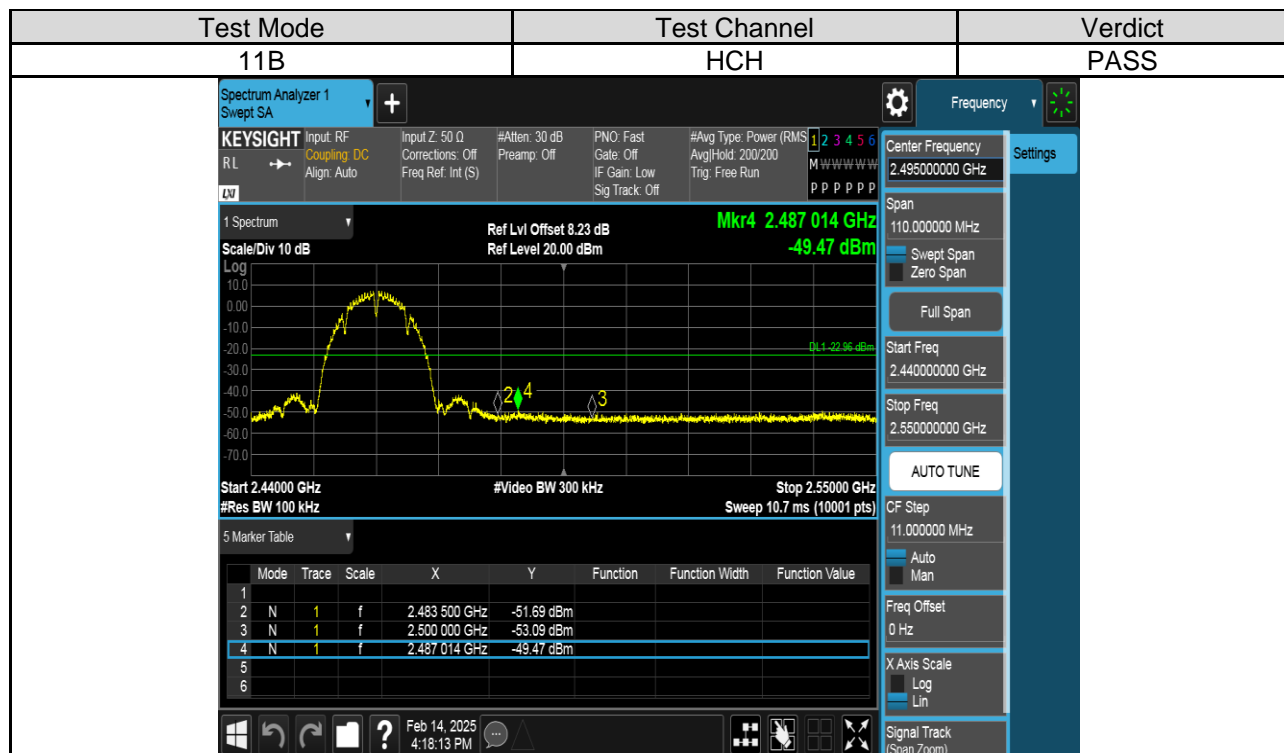 Test Mode Test Channel Verdict
11B HCH PASS
Spectrum Analyzer 1
Swept SA
+
Frequency
KEYSIGHT
RL
LXI
Input: RF
Coupling: DC
Align: Auto
Input Z: 50 Ω
Corrections: Off
Freq Ref: Int (S)
#Atten: 30 dB
Preamp: Off
PNO: Fast
Gate: Off
IF Gain: Low
Sig Track: Off
#Avg Type: Power (RMS
Avg|Hold: 200/200
Trig: Free Run
1 2 3 4 5 6
M W W W W W
P P P P P P
1 Spectrum
Scale/Div 10 dB
Ref Lvl Offset 8.23 dB
Ref Level 20.00 dBm
Mkr4 2.487 014 GHz
-49.47 dBm
Log
10.0
0.00
-10.0
-20.0
-30.0
-40.0
-50.0
-60.0
-70.0
DL1 -22.96 dBm
2 4 3
Start 2.44000 GHz #Video BW 300 kHz Stop 2.55000 GHz
#Res BW 100 kHz Sweep 10.7 ms (10001 pts)
5 Marker Table
Mode Trace Scale X Y Function Function Width Function Value
1
2 N 1 f 2.483 500 GHz -51.69 dBm
3 N 1 f 2.500 000 GHz -53.09 dBm
4 N 1 f 2.487 014 GHz -49.47 dBm
5
6
Feb 14, 2025
4:18:13 PM
?
Center Frequency
2.495000000 GHz
Settings
Span
110.000000 MHz
Swept Span
Zero Span
Full Span
Start Freq
2.440000000 GHz
Stop Freq
2.550000000 GHz
AUTO TUNE
CF Step
11.000000 MHz
Auto
Man
Freq Offset
0 Hz
X Axis Scale
Log
Lin
Signal Track
(Span Zoom)